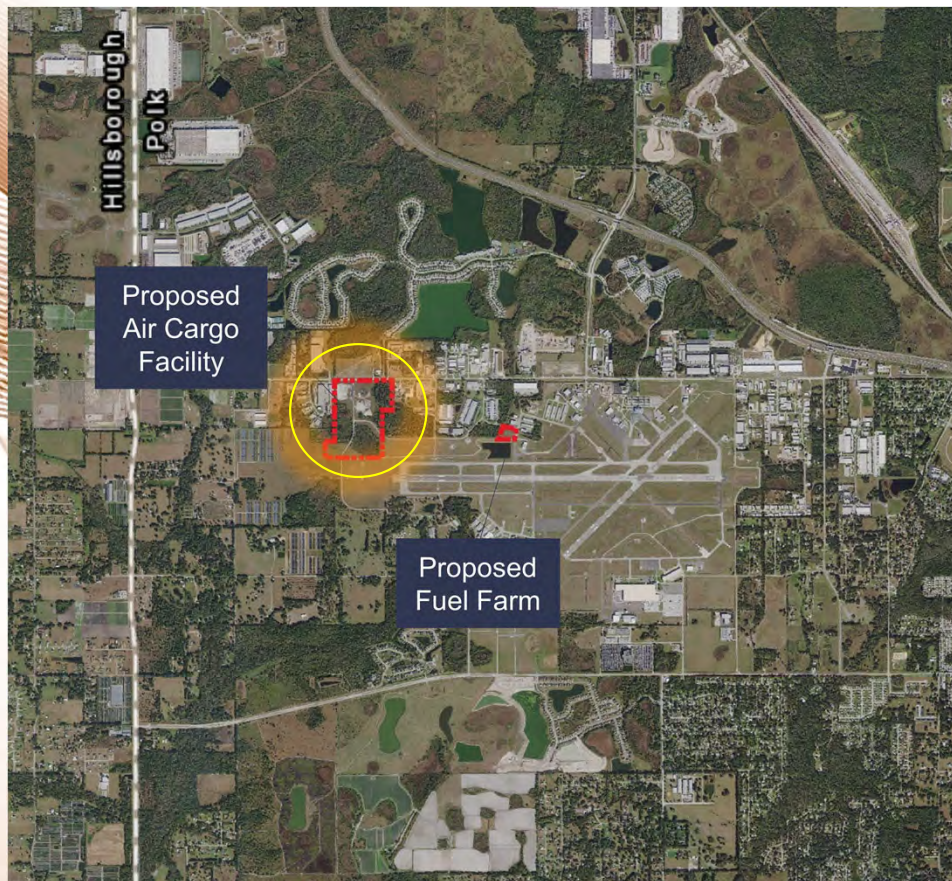 Hillsborough
Polk
Proposed
Air Cargo
Facility
Proposed
Fuel Farm